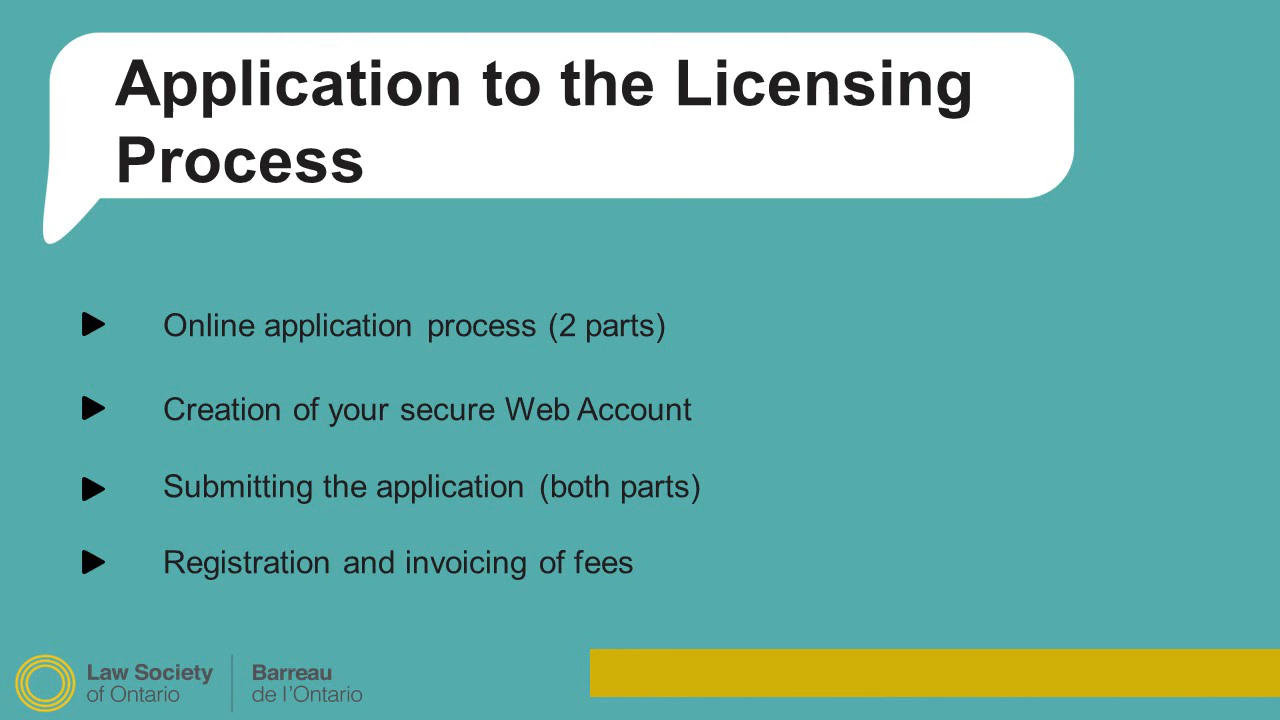 Application to the Licensing
Process
Online application process (2 parts)
Creation of your secure Web Account
Submitting the application (both parts)
Registration and invoicing of fees
Law Society
of Ontario
Barreau
de l'Ontario